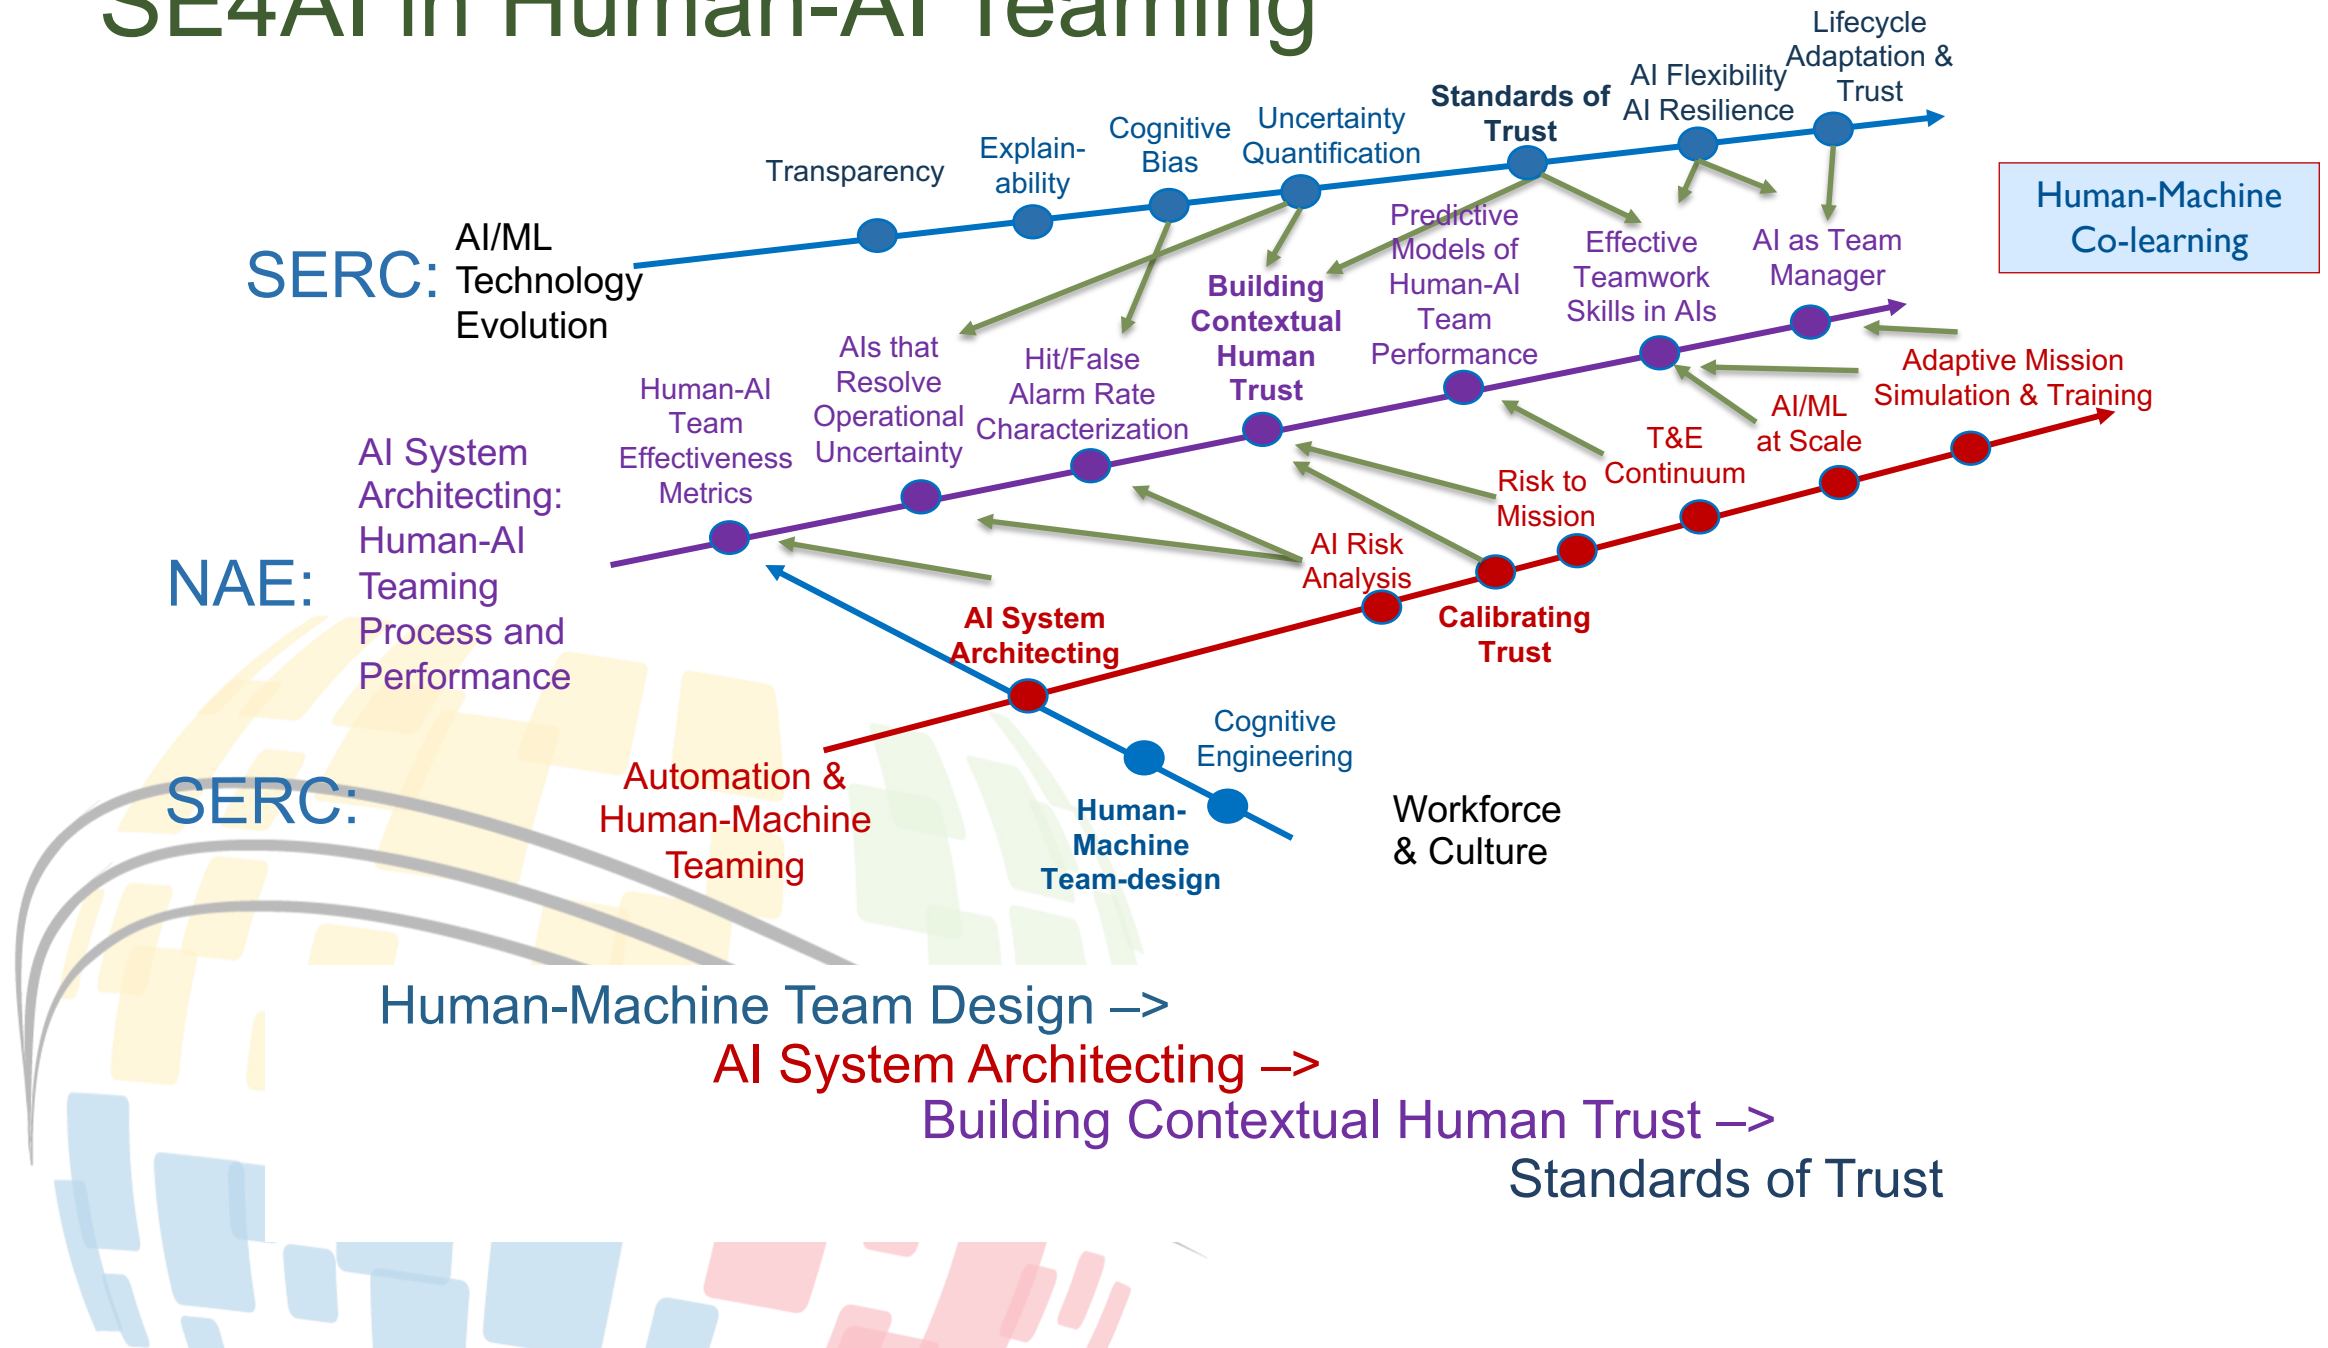 SE4AI in Human-AI Teaming
Lifecycle
Adaptation &
Trust
AI Flexibility
AI Resilience
Standards of
Trust
Uncertainty
Quantification
Cognitive
Bias
Explain-
ability
Transparency
Human-Machine
Co-learning
SERC:
AI/ML
Technology
Evolution
Human-AI
Team
Effectiveness
Metrics
AIs that
Resolve
Operational
Uncertainty
Hit/False
Alarm Rate
Characterization
Building
Contextual
Human
Trust
Predictive
Models of
Human-AI
Team
Performance
Effective
Teamwork
Skills in AIs
AI as Team
Manager
NAE:
AI System
Architecting:
Human-AI
Teaming
Process and
Performance
Adaptive Mission
Simulation & Training
AI/ML
at Scale
T&E
Continuum
Risk to
Mission
AI Risk
Analysis
Calibrating
Trust
AI System
Architecting
SERC:
Automation &
Human-Machine
Teaming
Cognitive
Engineering
Human-
Machine
Team-design
Workforce
& Culture
Human-Machine Team Design –>
AI System Architecting –>
Building Contextual Human Trust –>
Standards of Trust